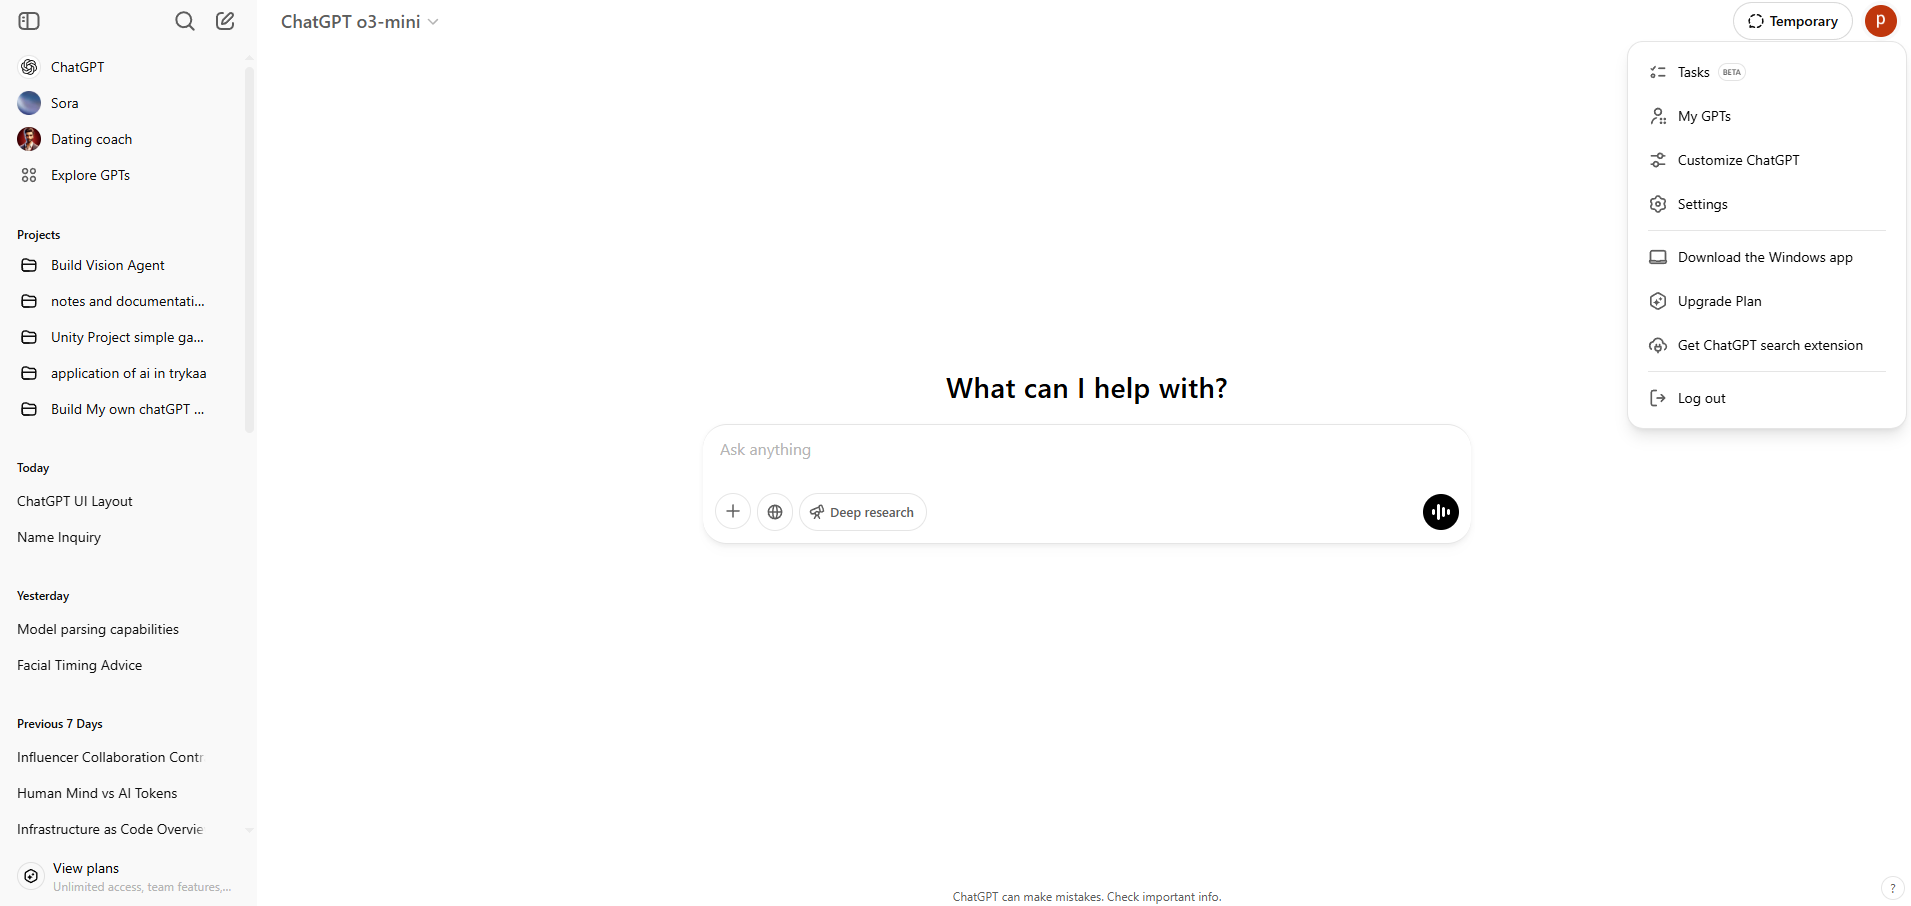 ChatGPT o3-mini
Temporary
p
ChatGPT
Sora
Dating coach
Explore GPTs
Projects
Build Vision Agent
notes and documentati...
Unity Project simple ga...
application of ai in trykaa
Build My own chatGPT ...
Today
ChatGPT UI Layout
Name Inquiry
Yesterday
Model parsing capabilities
Facial Timing Advice
Previous 7 Days
Influencer Collaboration Contr
Human Mind vs AI Tokens
Infrastructure as Code Overvie
View plans
Unlimited access, team features,...
What can I help with?
Ask anything
Deep research
ChatGPT can make mistakes. Check important info.
Tasks BETA
My GPTs
Customize ChatGPT
Settings
Download the Windows app
Upgrade Plan
Get ChatGPT search extension
Log out
?